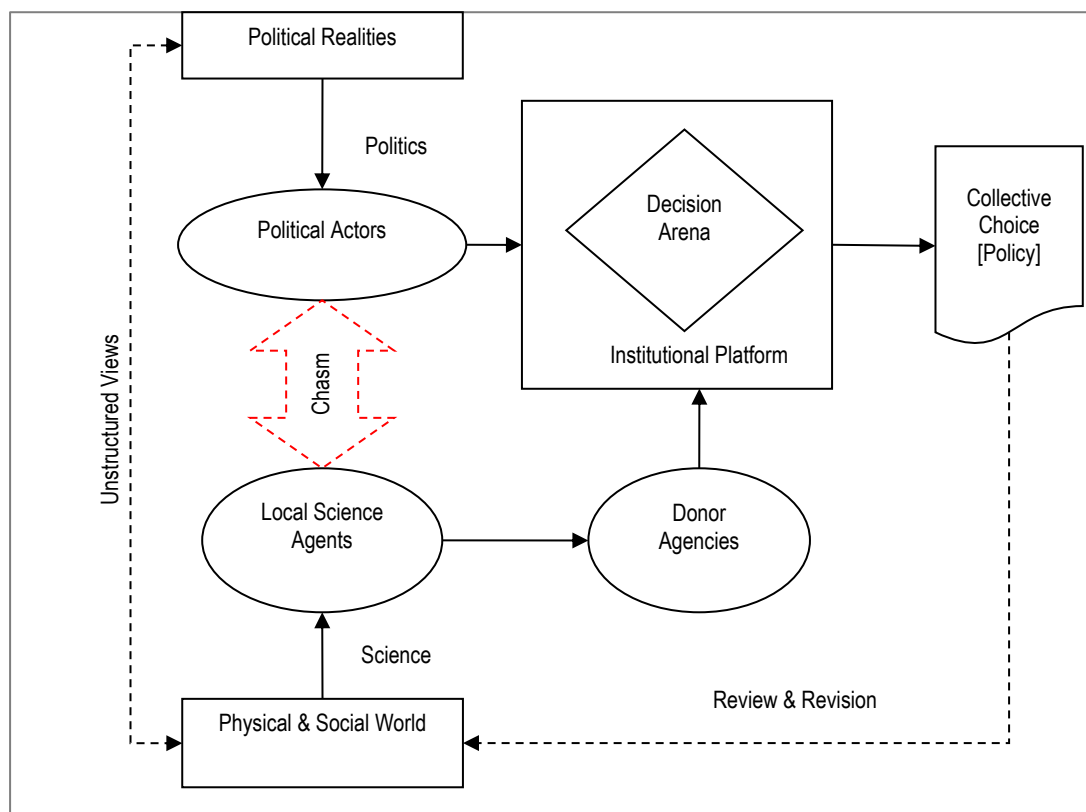 Political Realities
Politics
Political Actors
Decision
Arena
Institutional Platform
Collective
Choice
[Policy]
Unstructured Views
Chasm
Local Science
Agents
Donor
Agencies
Science
Physical & Social World
Review & Revision